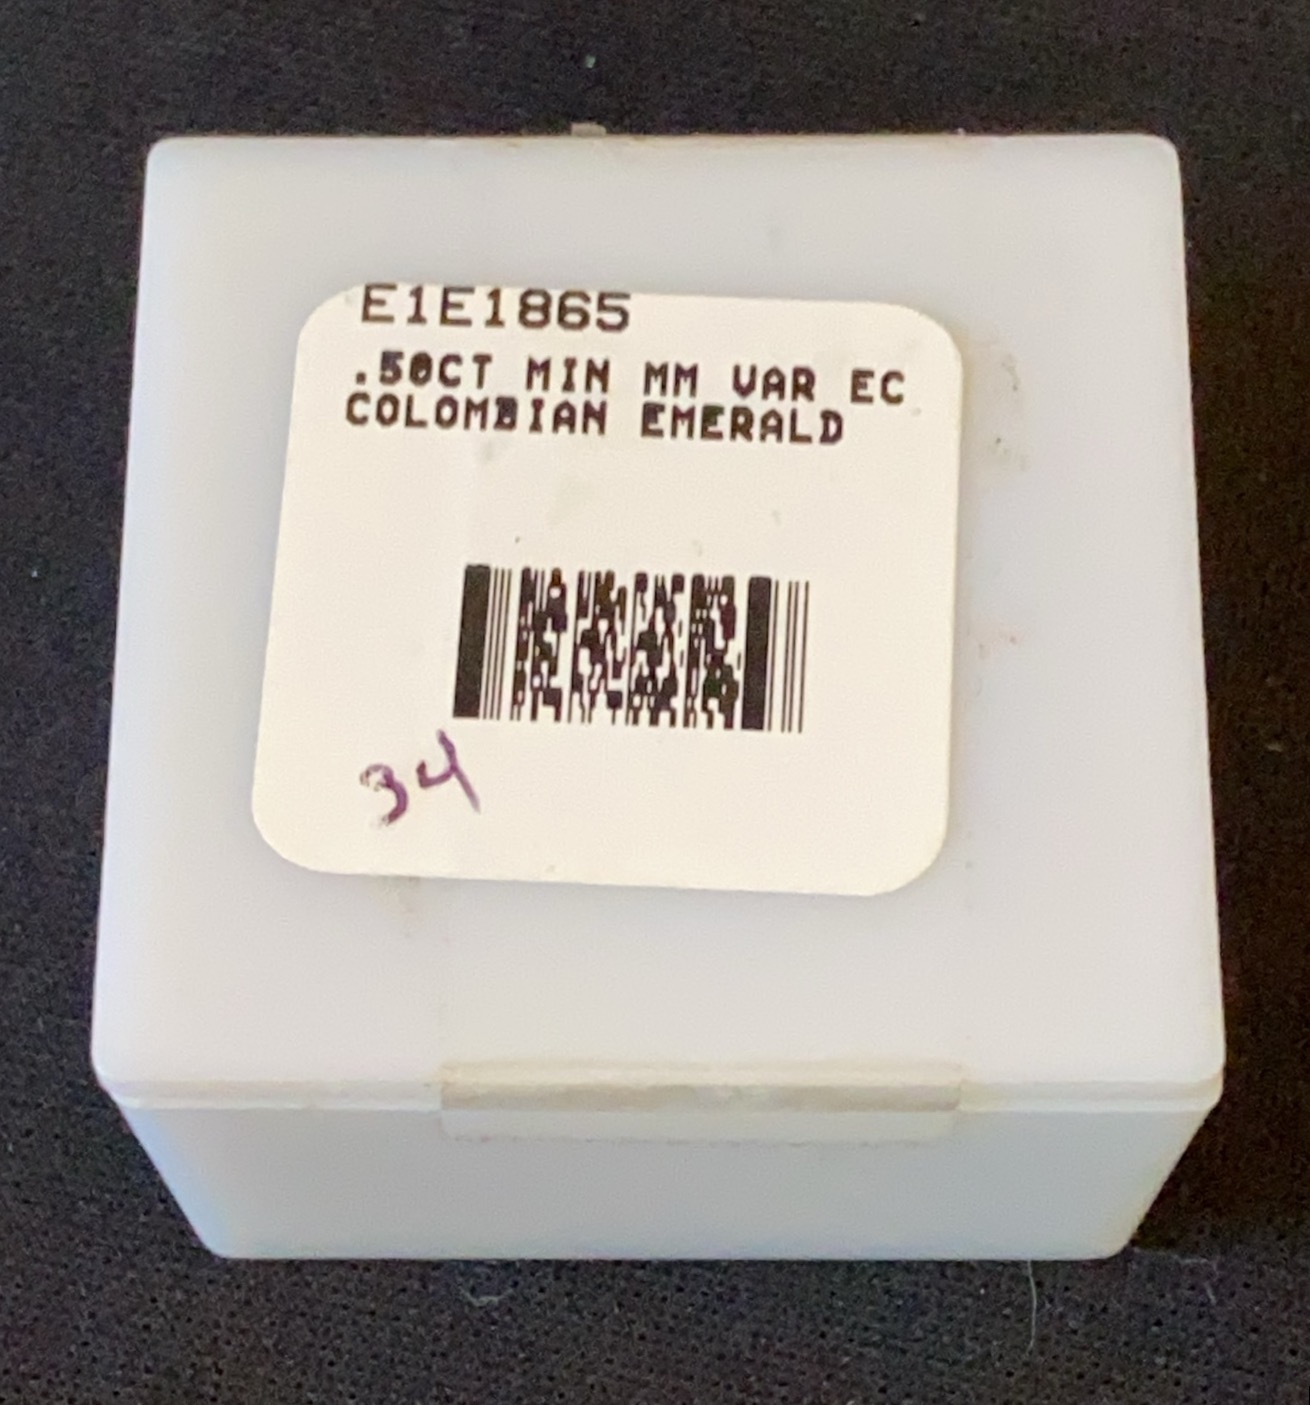 E1E1865
.50CT MIN MM VAR EC
COLOMBIAN EMERALD
34